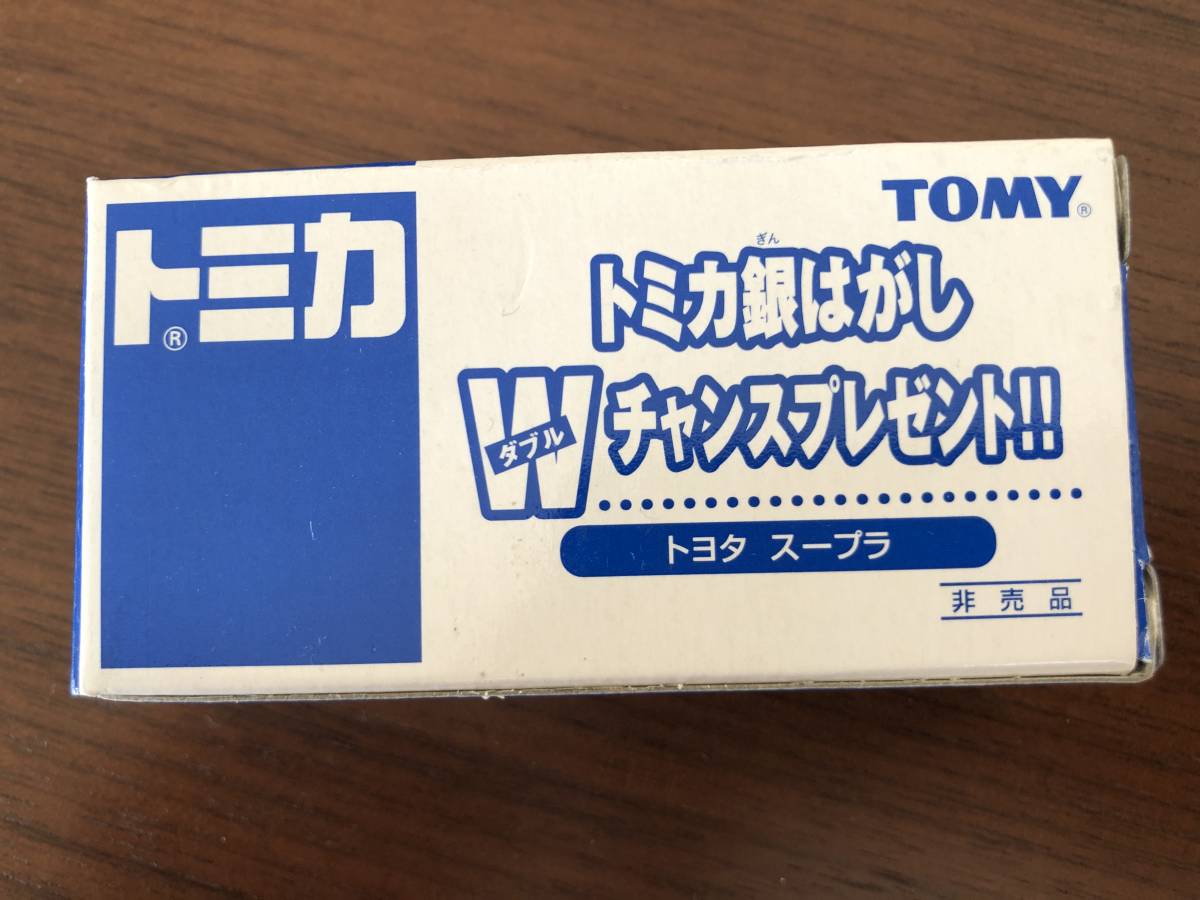 トミカ®
TOMY®
ぎん
トミカ銀はがし
Wダブルチャンスプレゼント!!
トヨタ スープラ
非売品